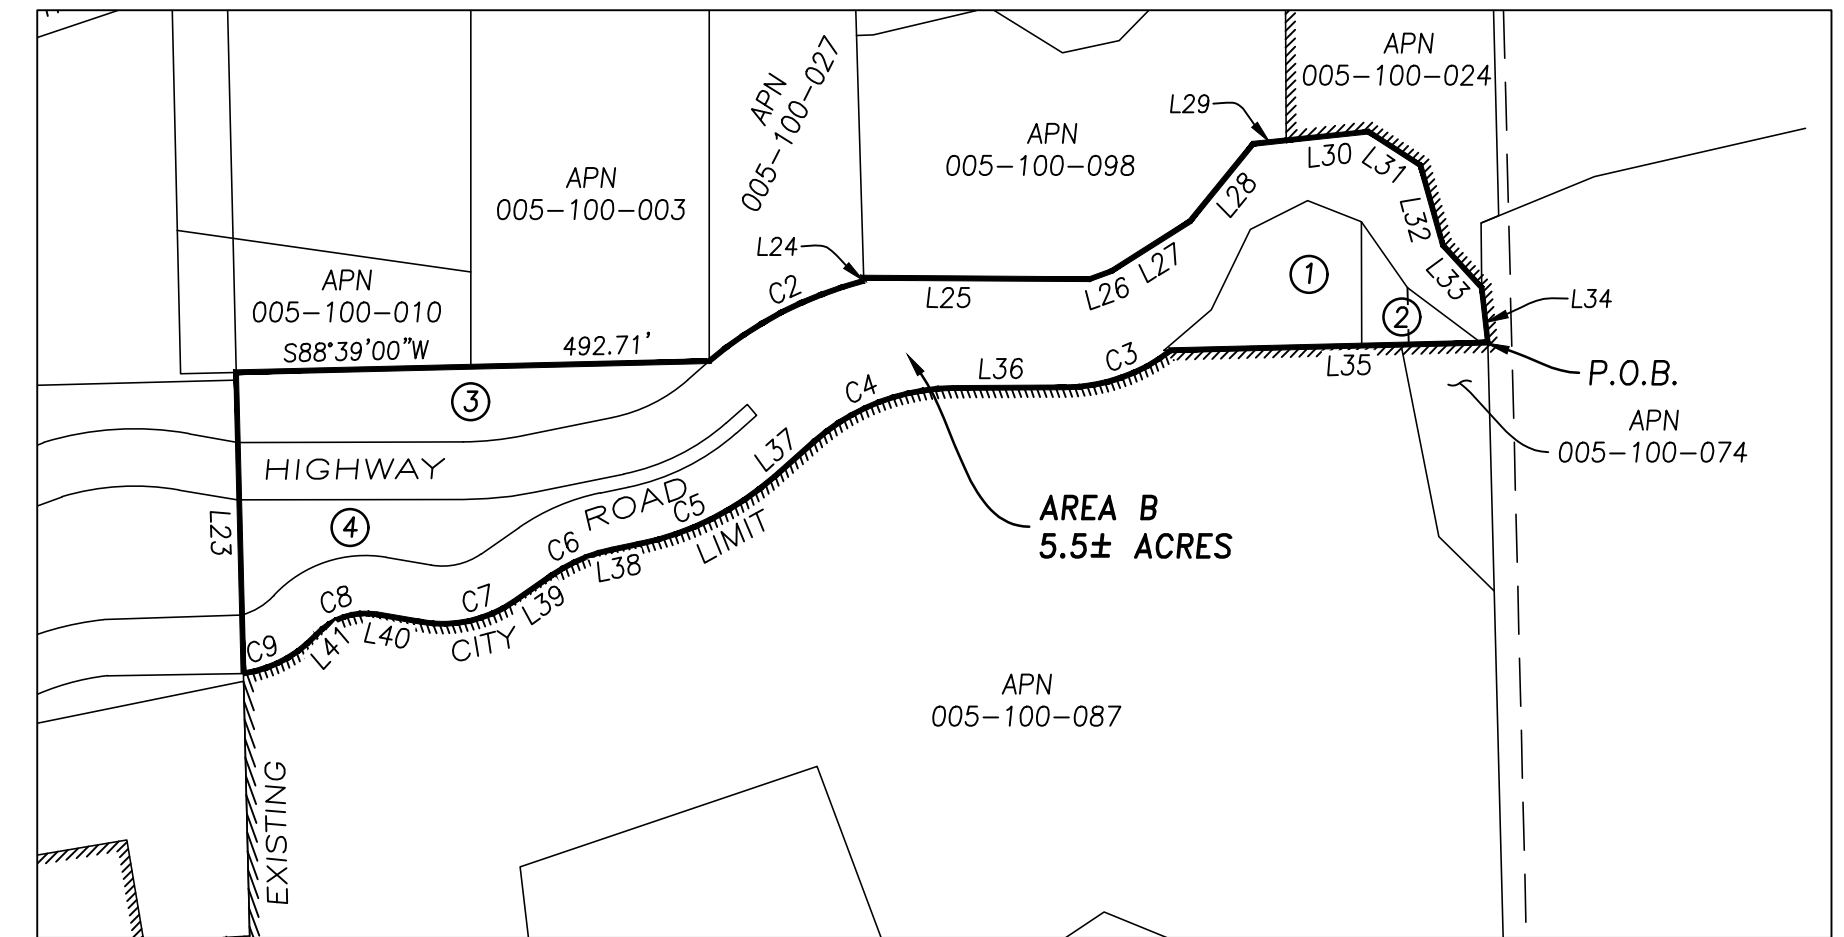 APN
005-100-024
L29
APN
005-100-027
APN
005-100-098
L30
L31
APN
005-100-003
L28
L32
L24
L27
L33
C2
L26
L25
1
2
L34
APN
005-100-010
S88°39'00"W
492.71'
C3
L36
L35
P.O.B.
3
C4
APN
005-100-074
HIGHWAY
L37
ROAD
C5
LIMIT
AREA B
5.5± ACRES
L23
4
C6
L38
C7
L39
CITY
C8
L40
L41
C9
APN
005-100-087
EXISTING